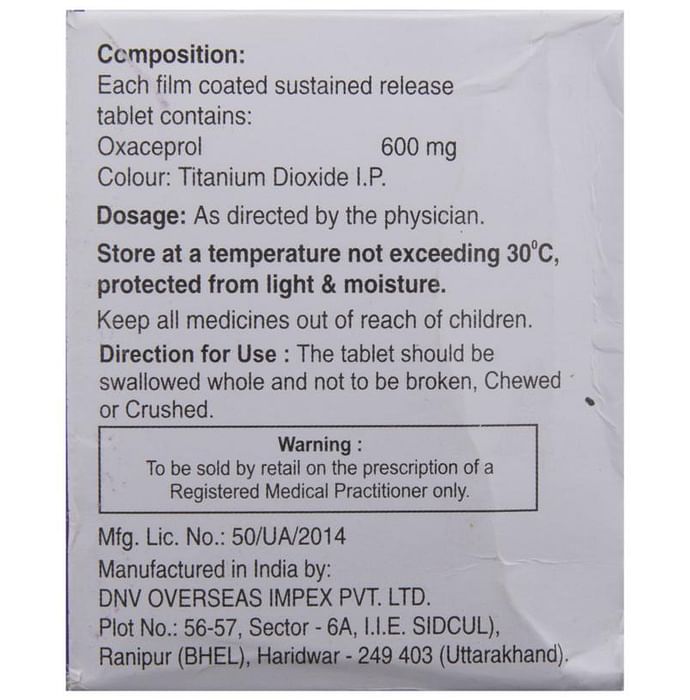 Composition:
Each film coated sustained release
tablet contains:
Oxaceprol 600 mg
Colour: Titanium Dioxide I.P.
Dosage: As directed by the physician.
Store at a temperature not exceeding 30⁰C,
protected from light & moisture.
Keep all medicines out of reach of children.
Direction for Use : The tablet should be
swallowed whole and not to be broken, Chewed
or Crushed.
Warning :
To be sold by retail on the prescription of a
Registered Medical Practitioner only.
Mfg. Lic. No.: 50/UA/2014
Manufactured in India by:
DNV OVERSEAS IMPEX PVT. LTD.
Plot No.: 56-57, Sector - 6A, I.I.E. SIDCUL),
Ranipur (BHEL), Haridwar - 249 403 (Uttarakhand).